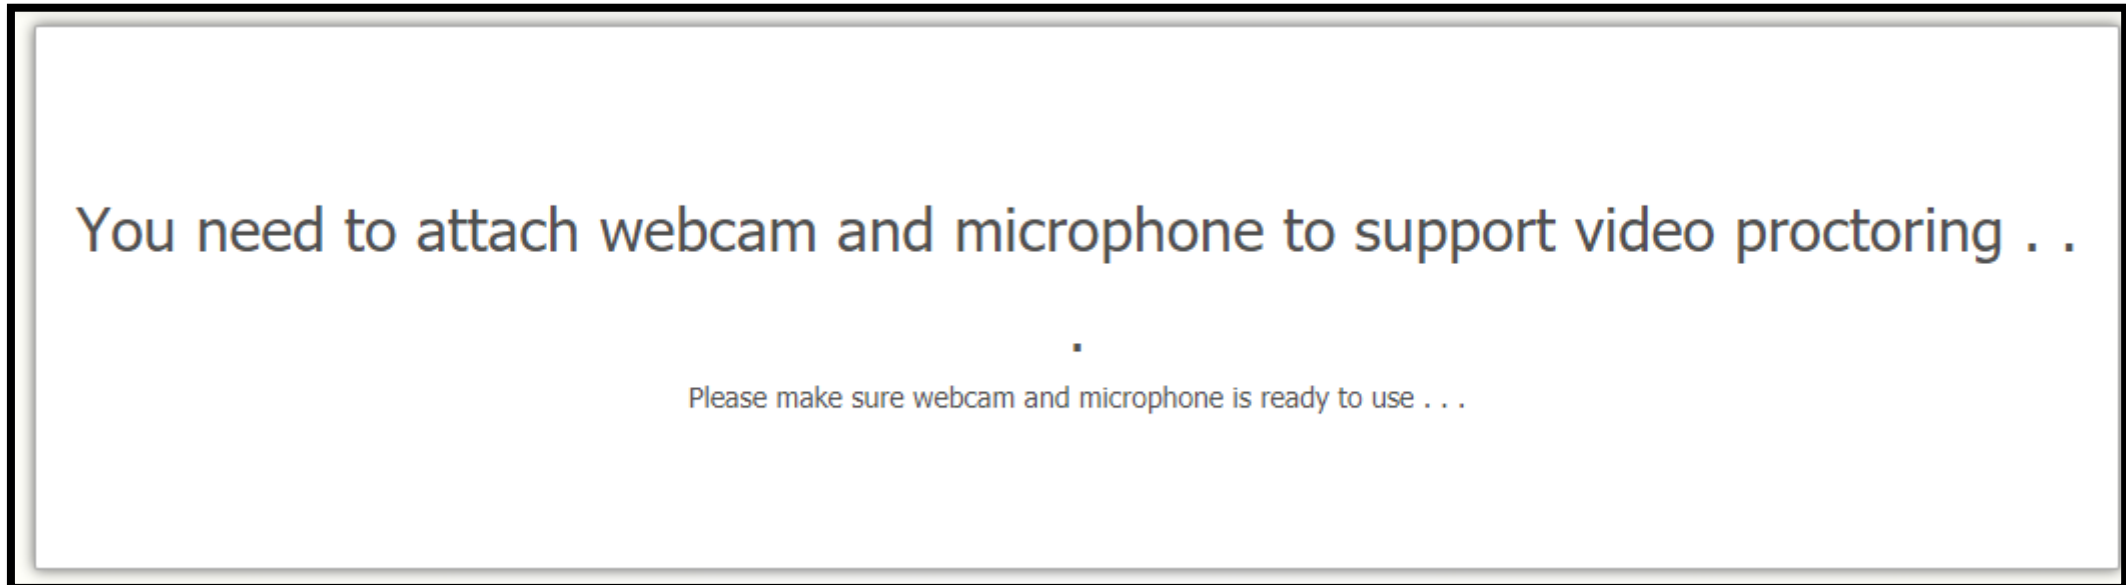 You need to attach webcam and microphone to support video proctoring . .
.
Please make sure webcam and microphone is ready to use . . .